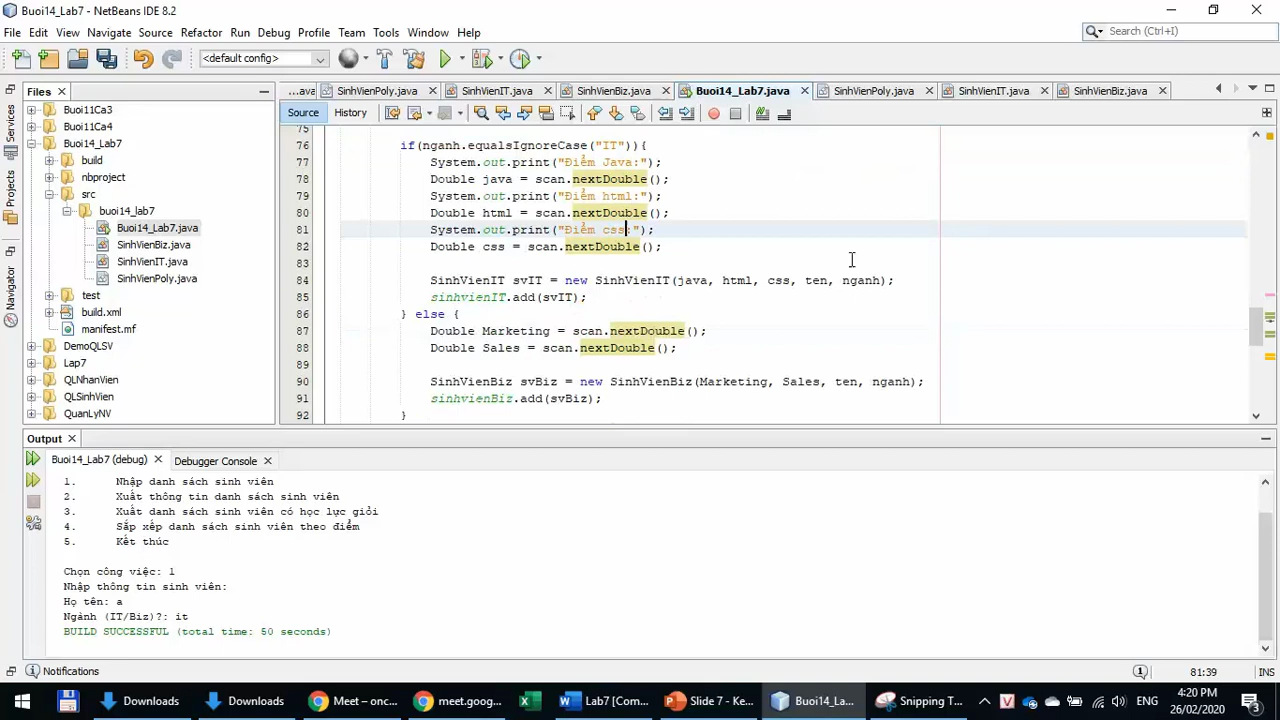 Buoi14_Lab7 - NetBeans IDE 8.2
File Edit View Navigate Source Refactor Run Debug Profile Team Tools Window Help
Search (Ctrl+I)
<default config>
Files
...ava SinhVienPoly.java SinhVienIT.java SinhVienBiz.java Buoi14_Lab7.java SinhVienPoly.java SinhVienIT.java SinhVienBiz.java
Source History
Services
Projects
Navigator
Buoi11Ca3
Buoi11Ca4
Buoi14_Lab7
build
nbproject
src
buoi14_lab7
Buoi14_Lab7.java
SinhVienBiz.java
SinhVienIT.java
SinhVienPoly.java
test
build.xml
manifest.mf
DemoQLSV
Lap7
QLNhanVien
QLSinhVien
QuanLyNV
75
76 if(nganh.equalsIgnoreCase("IT")){
77 System.out.print("Điểm Java:");
78 Double java = scan.nextDouble();
79 System.out.print("Điểm html:");
80 Double html = scan.nextDouble();
81 System.out.print("Điểm css:");
82 Double css = scan.nextDouble();
83
84 SinhVienIT svIT = new SinhVienIT(java, html, css, ten, nganh);
85 sinhvienIT.add(svIT);
86 } else {
87 Double Marketing = scan.nextDouble();
88 Double Sales = scan.nextDouble();
89
90 SinhVienBiz svBiz = new SinhVienBiz(Marketing, Sales, ten, nganh);
91 sinhvienBiz.add(svBiz);
92 }
Output
Buoi14_Lab7 (debug) Debugger Console
1. Nhập danh sách sinh viên
2. Xuất thông tin danh sách sinh viên
3. Xuất danh sách sinh viên có học lực giỏi
4. Sắp xếp danh sách sinh viên theo điểm
5. Kết thúc
Chọn công việc: 1
Nhập thông tin sinh viên:
Họ tên: a
Ngành (IT/Biz)?: it
BUILD SUCCESSFUL (total time: 50 seconds)
Notifications
1 81:39 INS
Downloads Downloads Meet – onc... meet.goog... Lab7 [Com... Slide 7 - Ke... Buoi14_La... Snipping T... ENG
4:20 PM
26/02/2020
3